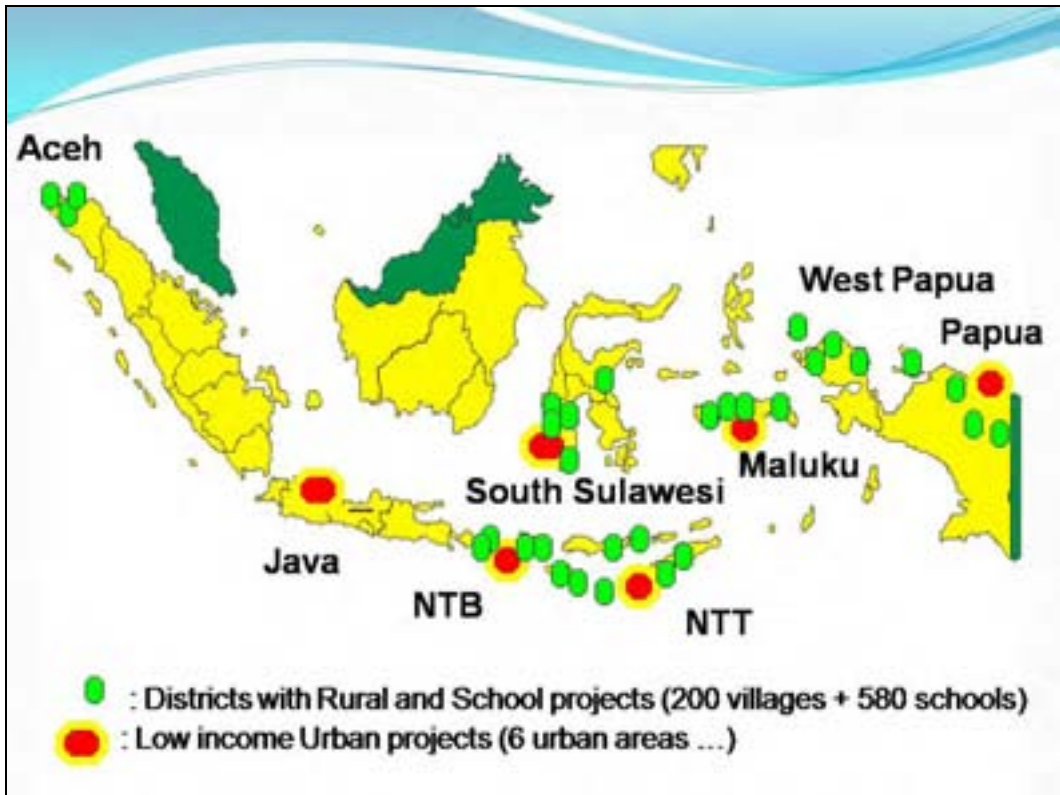 Aceh
West Papua
Papua
Maluku
South Sulawesi
Java
NTB
NTT
: Districts with Rural and School projects (200 villages + 580 schools)
: Low income Urban projects (6 urban areas ...)